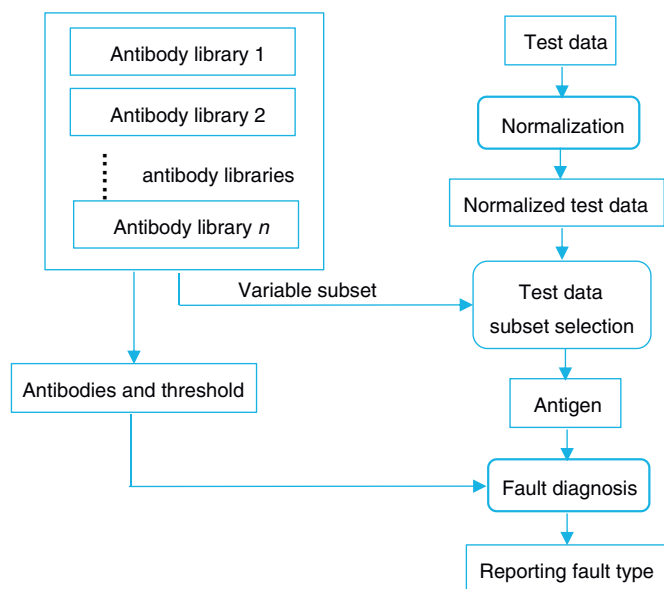 Antibody library 1
Antibody library 2
antibody libraries
Antibody library n
Variable subset
Antibodies and threshold
Test data
Normalization
Normalized test data
Test data
subset selection
Antigen
Fault diagnosis
Reporting fault type